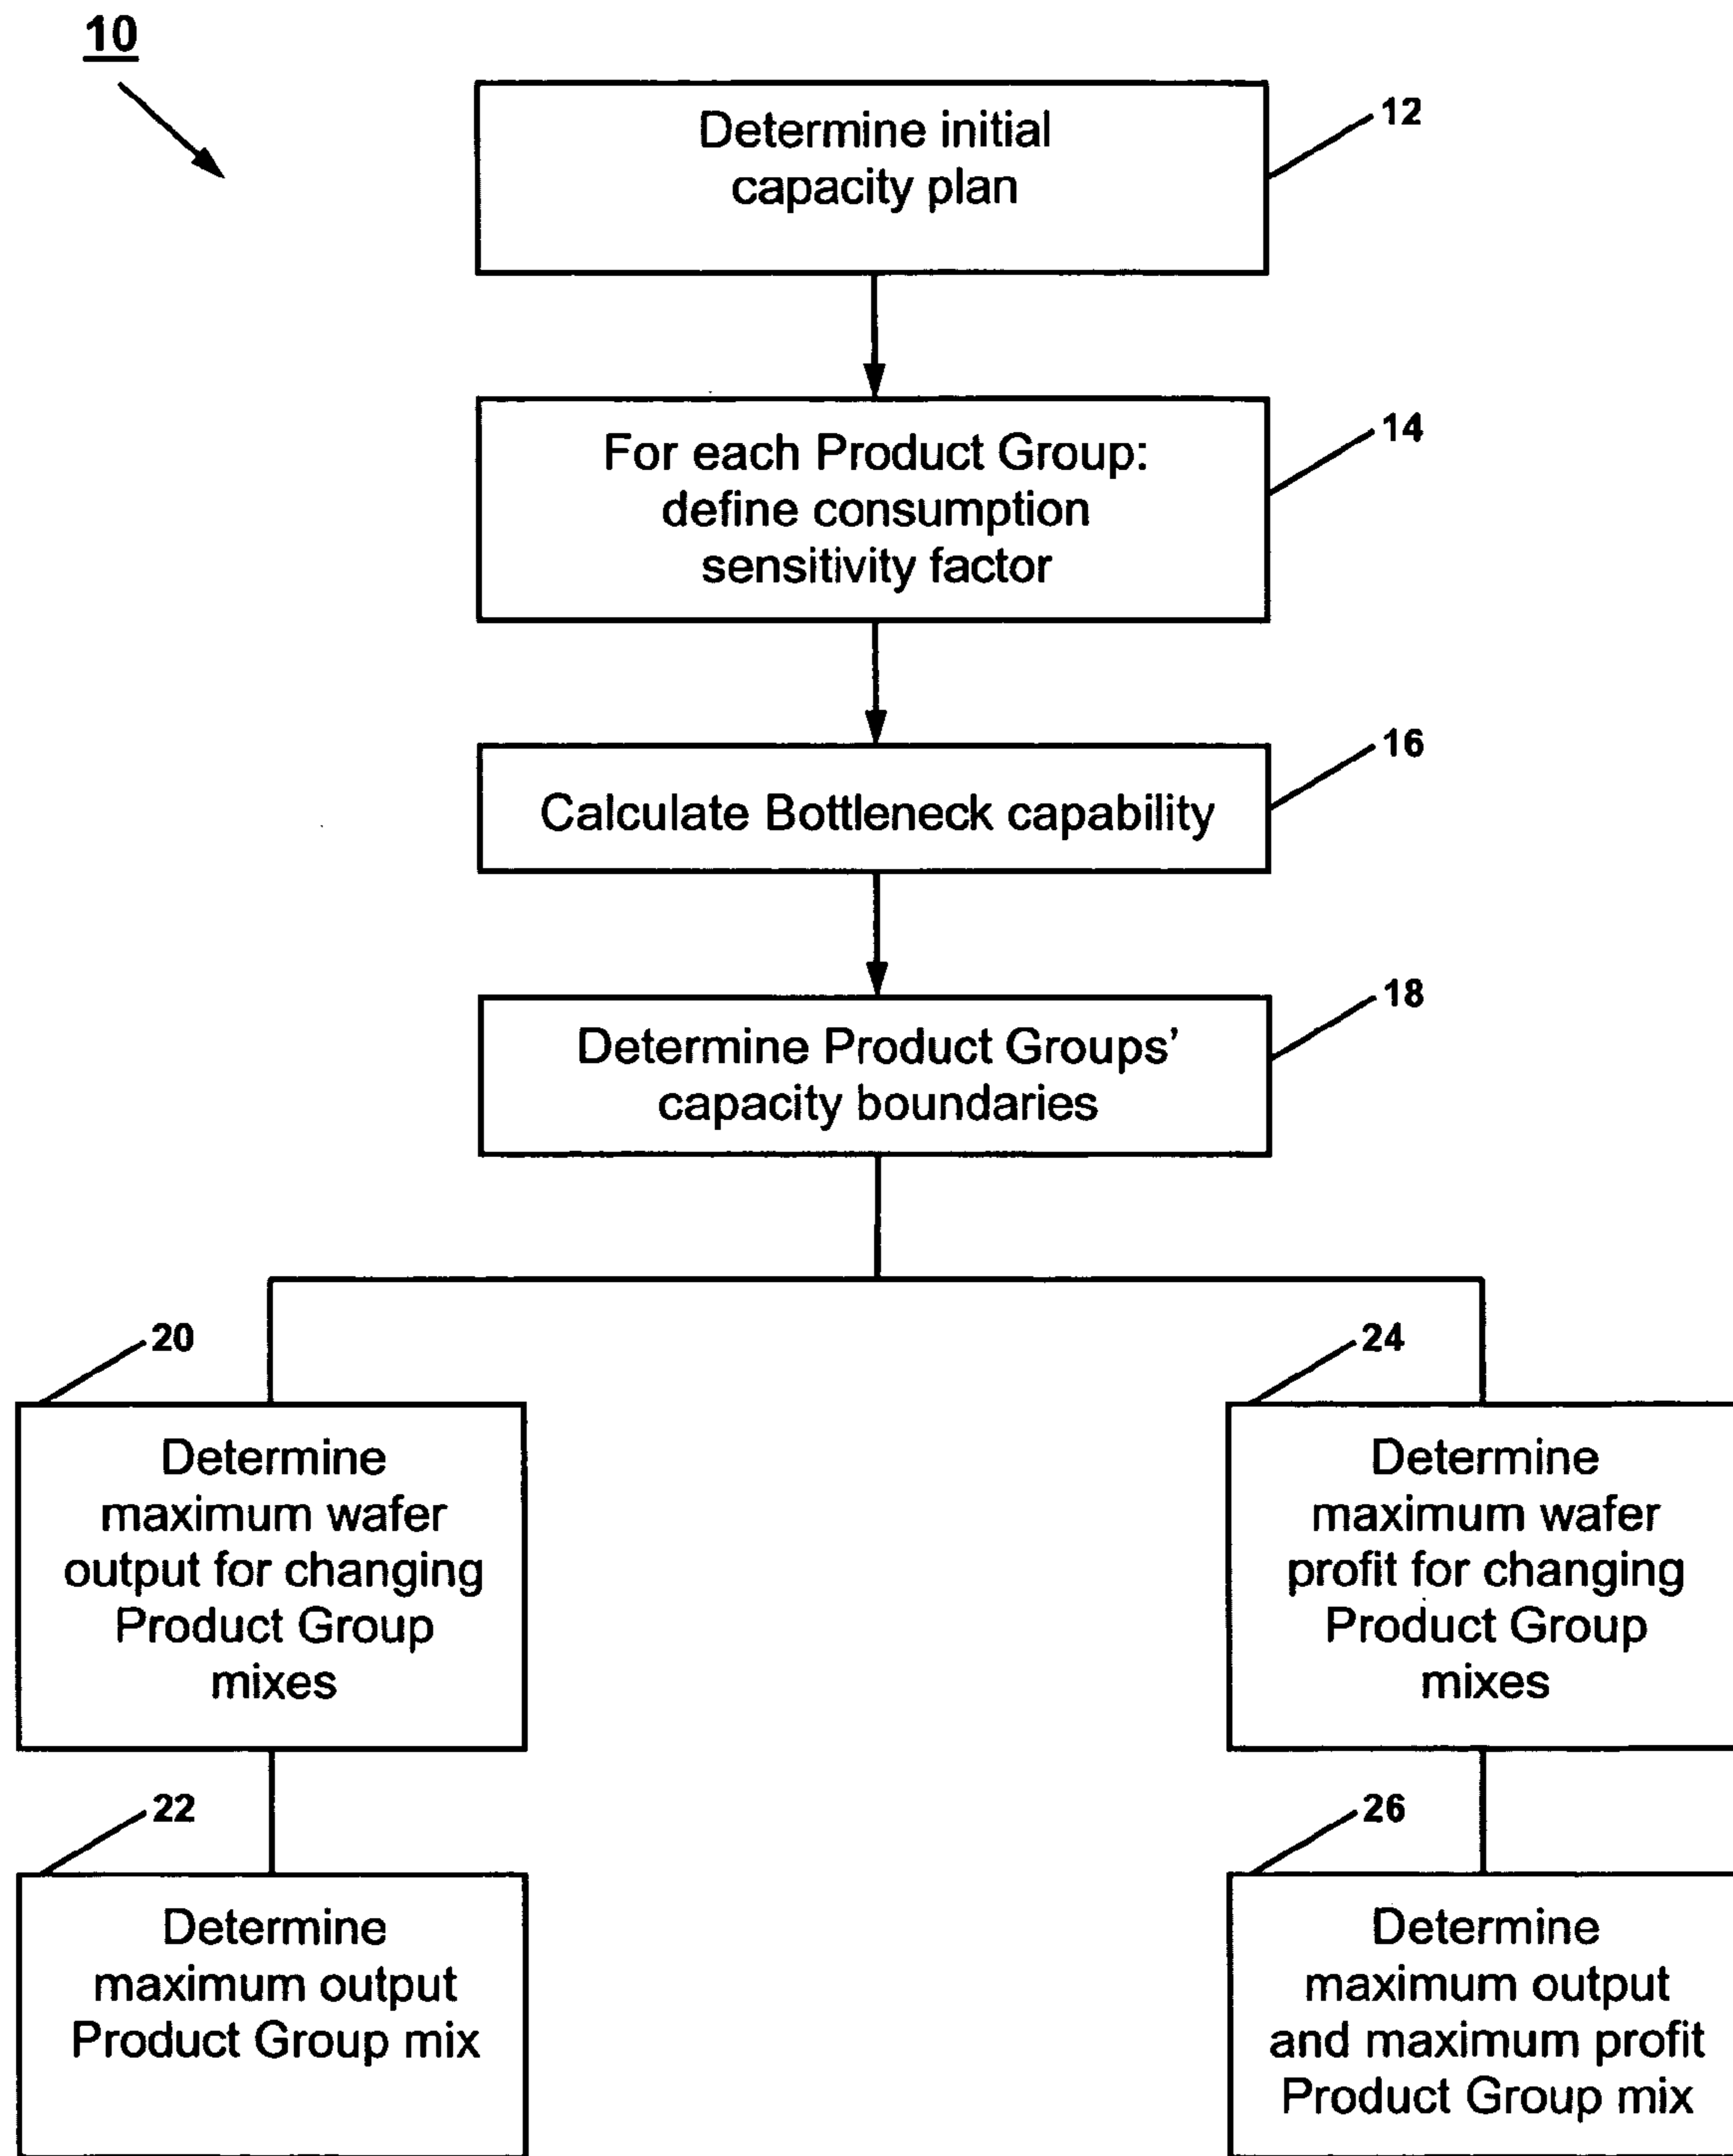 10
Determine initial
capacity plan
12
For each Product Group:
define consumption
sensitivity factor
14
Calculate Bottleneck capability
16
Determine Product Groups’
capacity boundaries
18
20
Determine
maximum wafer
output for changing
Product Group
mixes
24
Determine
maximum wafer
profit for changing
Product Group
mixes
22
Determine
maximum output
Product Group mix
26
Determine
maximum output
and maximum profit
Product Group mix